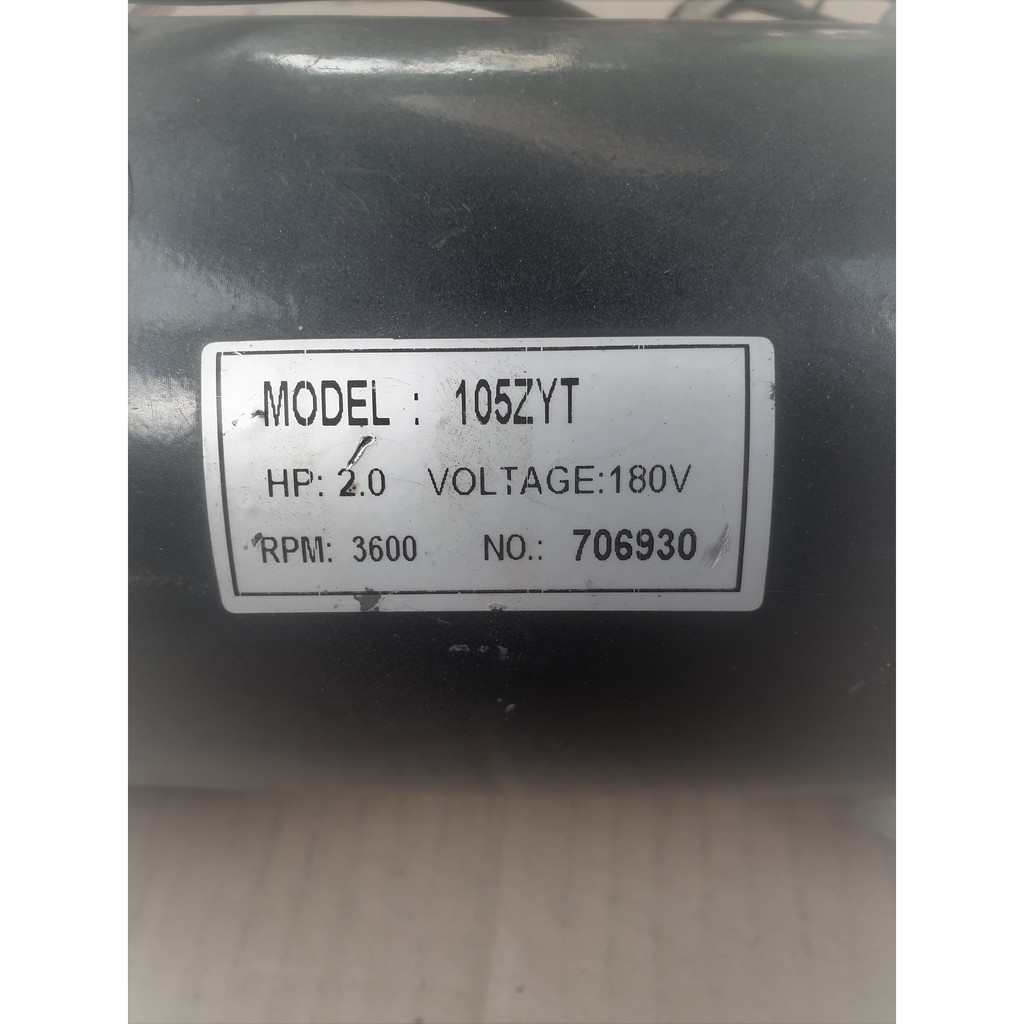 MODEL : 105ZYT
HP: 2.0 VOLTAGE:180V
RPM: 3600 NO.: 706930